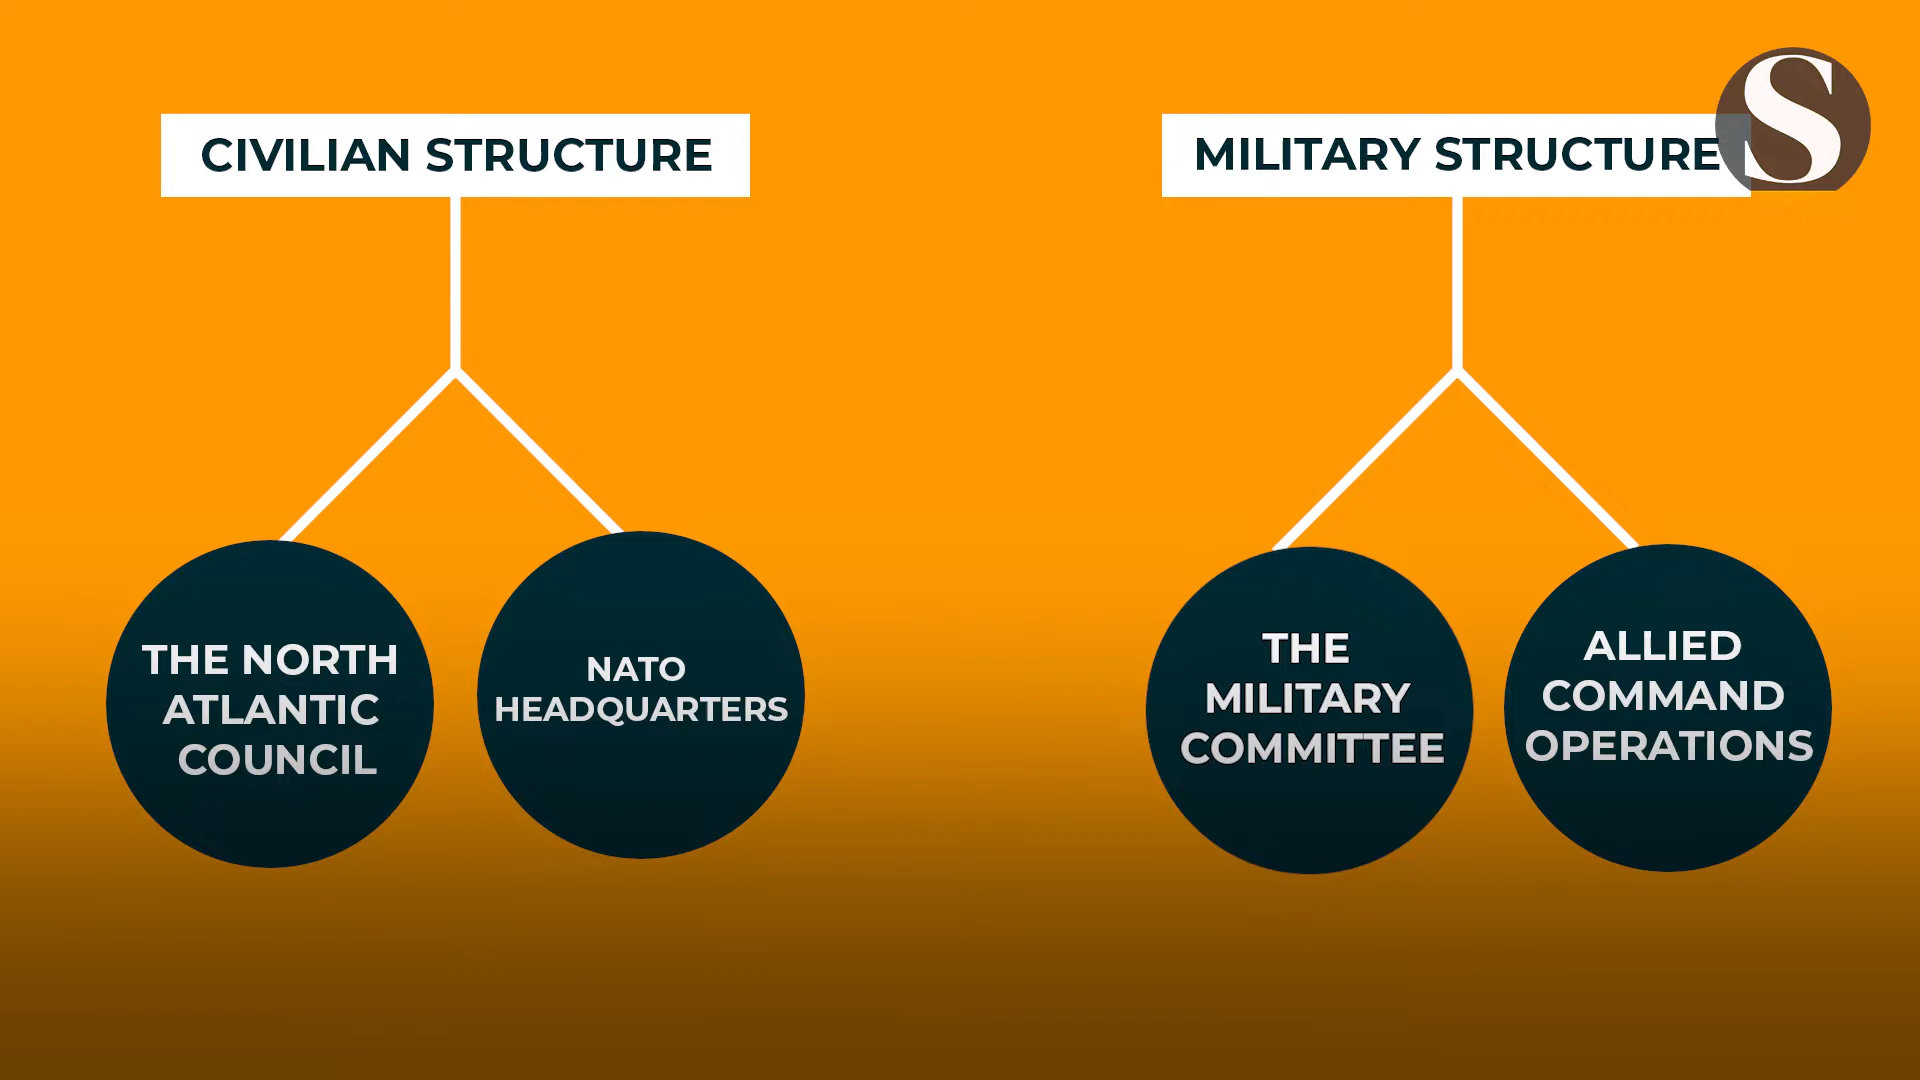 CIVILIAN STRUCTURE
MILITARY STRUCTURE
S
THE NORTH
ATLANTIC
COUNCIL
NATO
HEADQUARTERS
THE
MILITARY
COMMITTEE
ALLIED
COMMAND
OPERATIONS